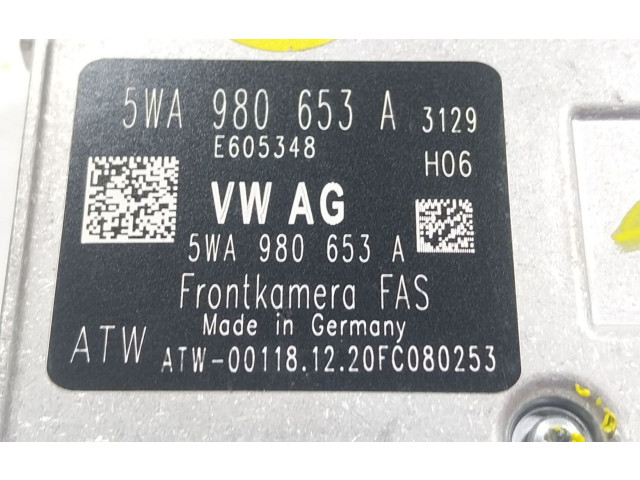 5WA 980 653 A 3129
E605348 H06
VW AG
5WA 980 653 A
Frontkamera FAS
Made in Germany
ATW ATW-00118.12.20FC080253